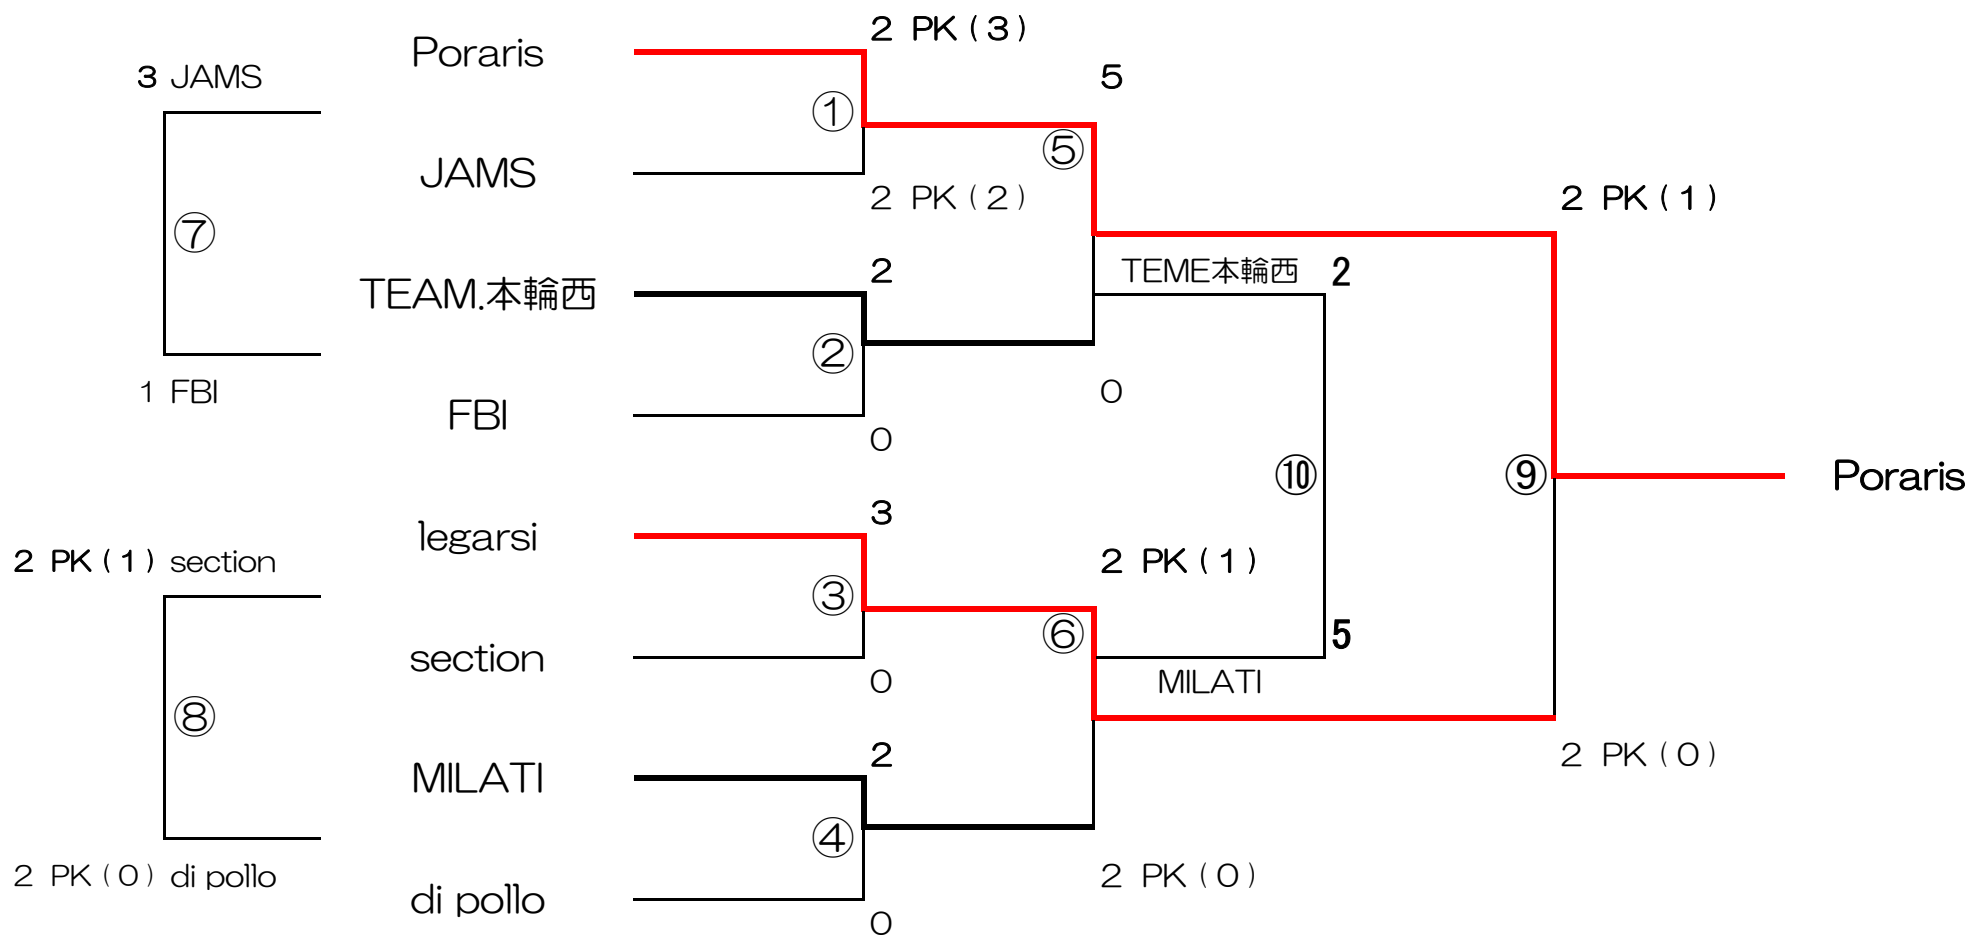 2 PK(3)
Poraris
3 JAMS
5
①
⑤
JAMS
2 PK(2)
2 PK(1)
⑦
2
TEME本輪西 2
TEAM.本輪西
②
1 FBI
0
FBI
0
⑩
⑨
Poraris
3
legarsi
2 PK(1) section
2 PK(1)
③
⑥
5
section
0
MILATI
⑧
2
2 PK(0)
MILATI
④
2 PK(0) di pollo
2 PK(0)
di pollo
0